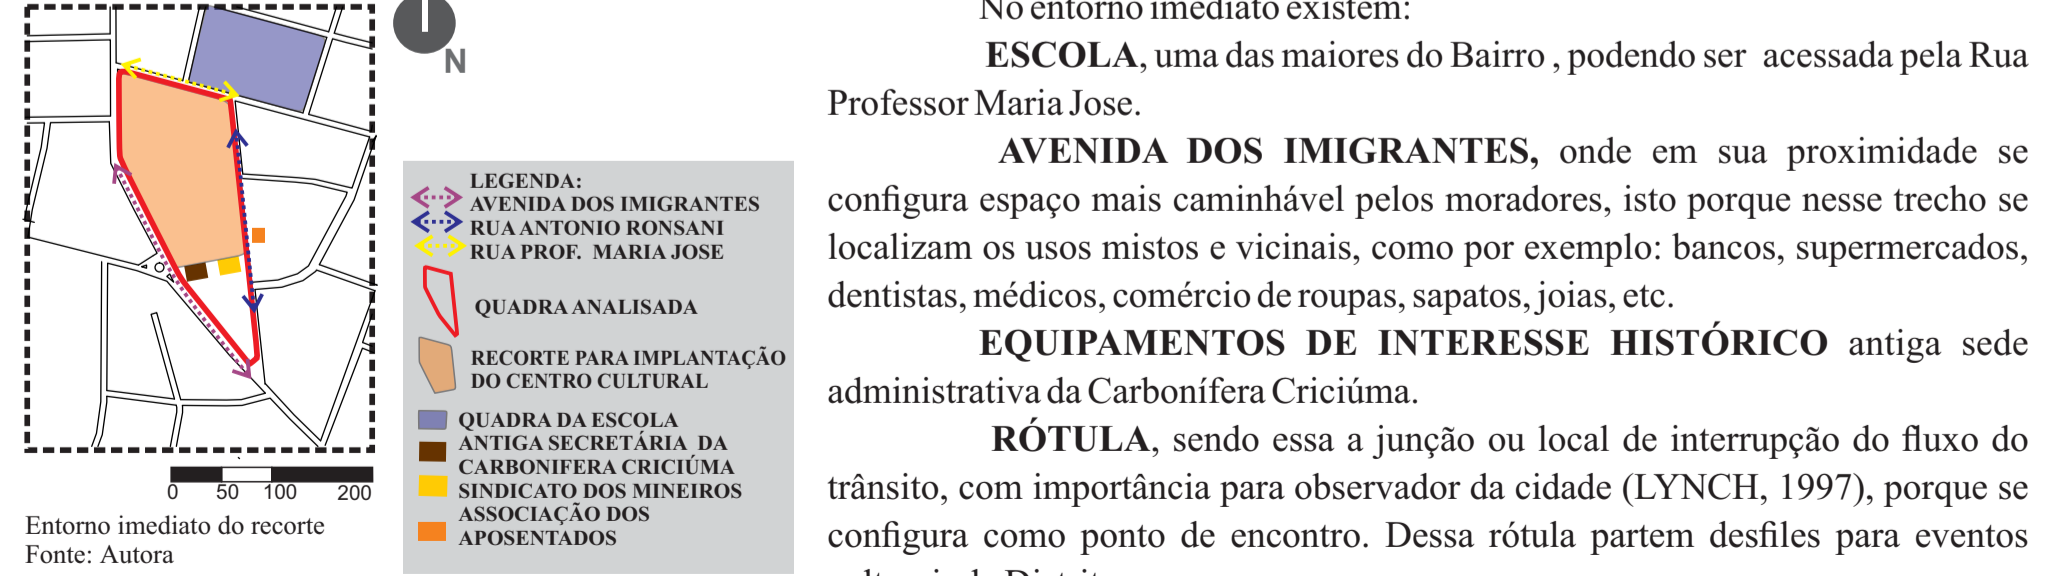 N
LEGENDA:
AVENIDA DOS IMIGRANTES
RUA ANTONIO RONSANI
RUA PROF. MARIA JOSE
QUADRA ANALISADA
RECORTE PARA IMPLANTAÇÃO
DO CENTRO CULTURAL
QUADRA DA ESCOLA
ANTIGA SECRETÁRIA DA
CARBONIFERA CRICIÚMA
SINDICATO DOS MINEIROS
ASSOCIAÇÃO DOS
APOSENTADOS
0 50 100 200
Entorno imediato do recorte
Fonte: Autora
No entorno imediato existem:
ESCOLA, uma das maiores do Bairro , podendo ser acessada pela Rua
Professor Maria Jose.
AVENIDA DOS IMIGRANTES, onde em sua proximidade se
configura espaço mais caminhável pelos moradores, isto porque nesse trecho se
localizam os usos mistos e vicinais, como por exemplo: bancos, supermercados,
dentistas, médicos, comércio de roupas, sapatos, joias, etc.
EQUIPAMENTOS DE INTERESSE HISTÓRICO antiga sede
administrativa da Carbonífera Criciúma.
RÓTULA, sendo essa a junção ou local de interrupção do fluxo do
trânsito, com importância para observador da cidade (LYNCH, 1997), porque se
configura como ponto de encontro. Dessa rótula partem desfiles para eventos